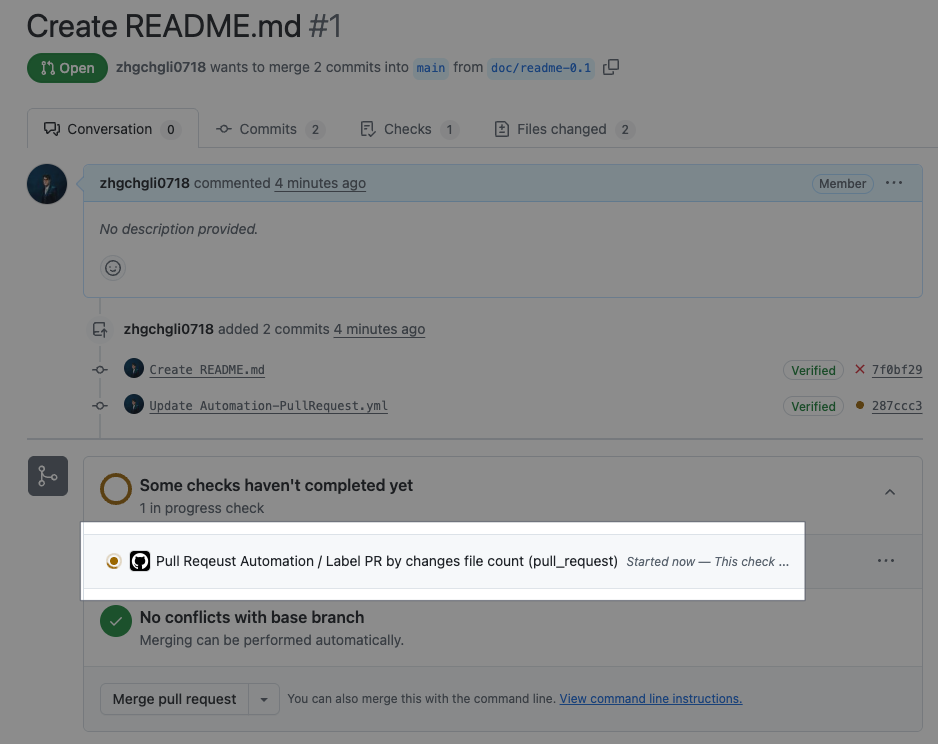 Create README.md #1
Open zhgchgli0718 wants to merge 2 commits into main from doc/readme-0.1
Conversation 0 Commits 2 Checks 1 Files changed 2
zhgchgli0718 commented 4 minutes ago Member ...
No description provided.
zhgchgli0718 added 2 commits 4 minutes ago
Create README.md Verified 7f0bf29
Update Automation-PullRequest.yml Verified 287ccc3
Some checks haven't completed yet
1 in progress check
Pull Reqeust Automation / Label PR by changes file count (pull_request) Started now — This check ... ...
No conflicts with base branch
Merging can be performed automatically.
Merge pull request You can also merge this with the command line. View command line instructions.